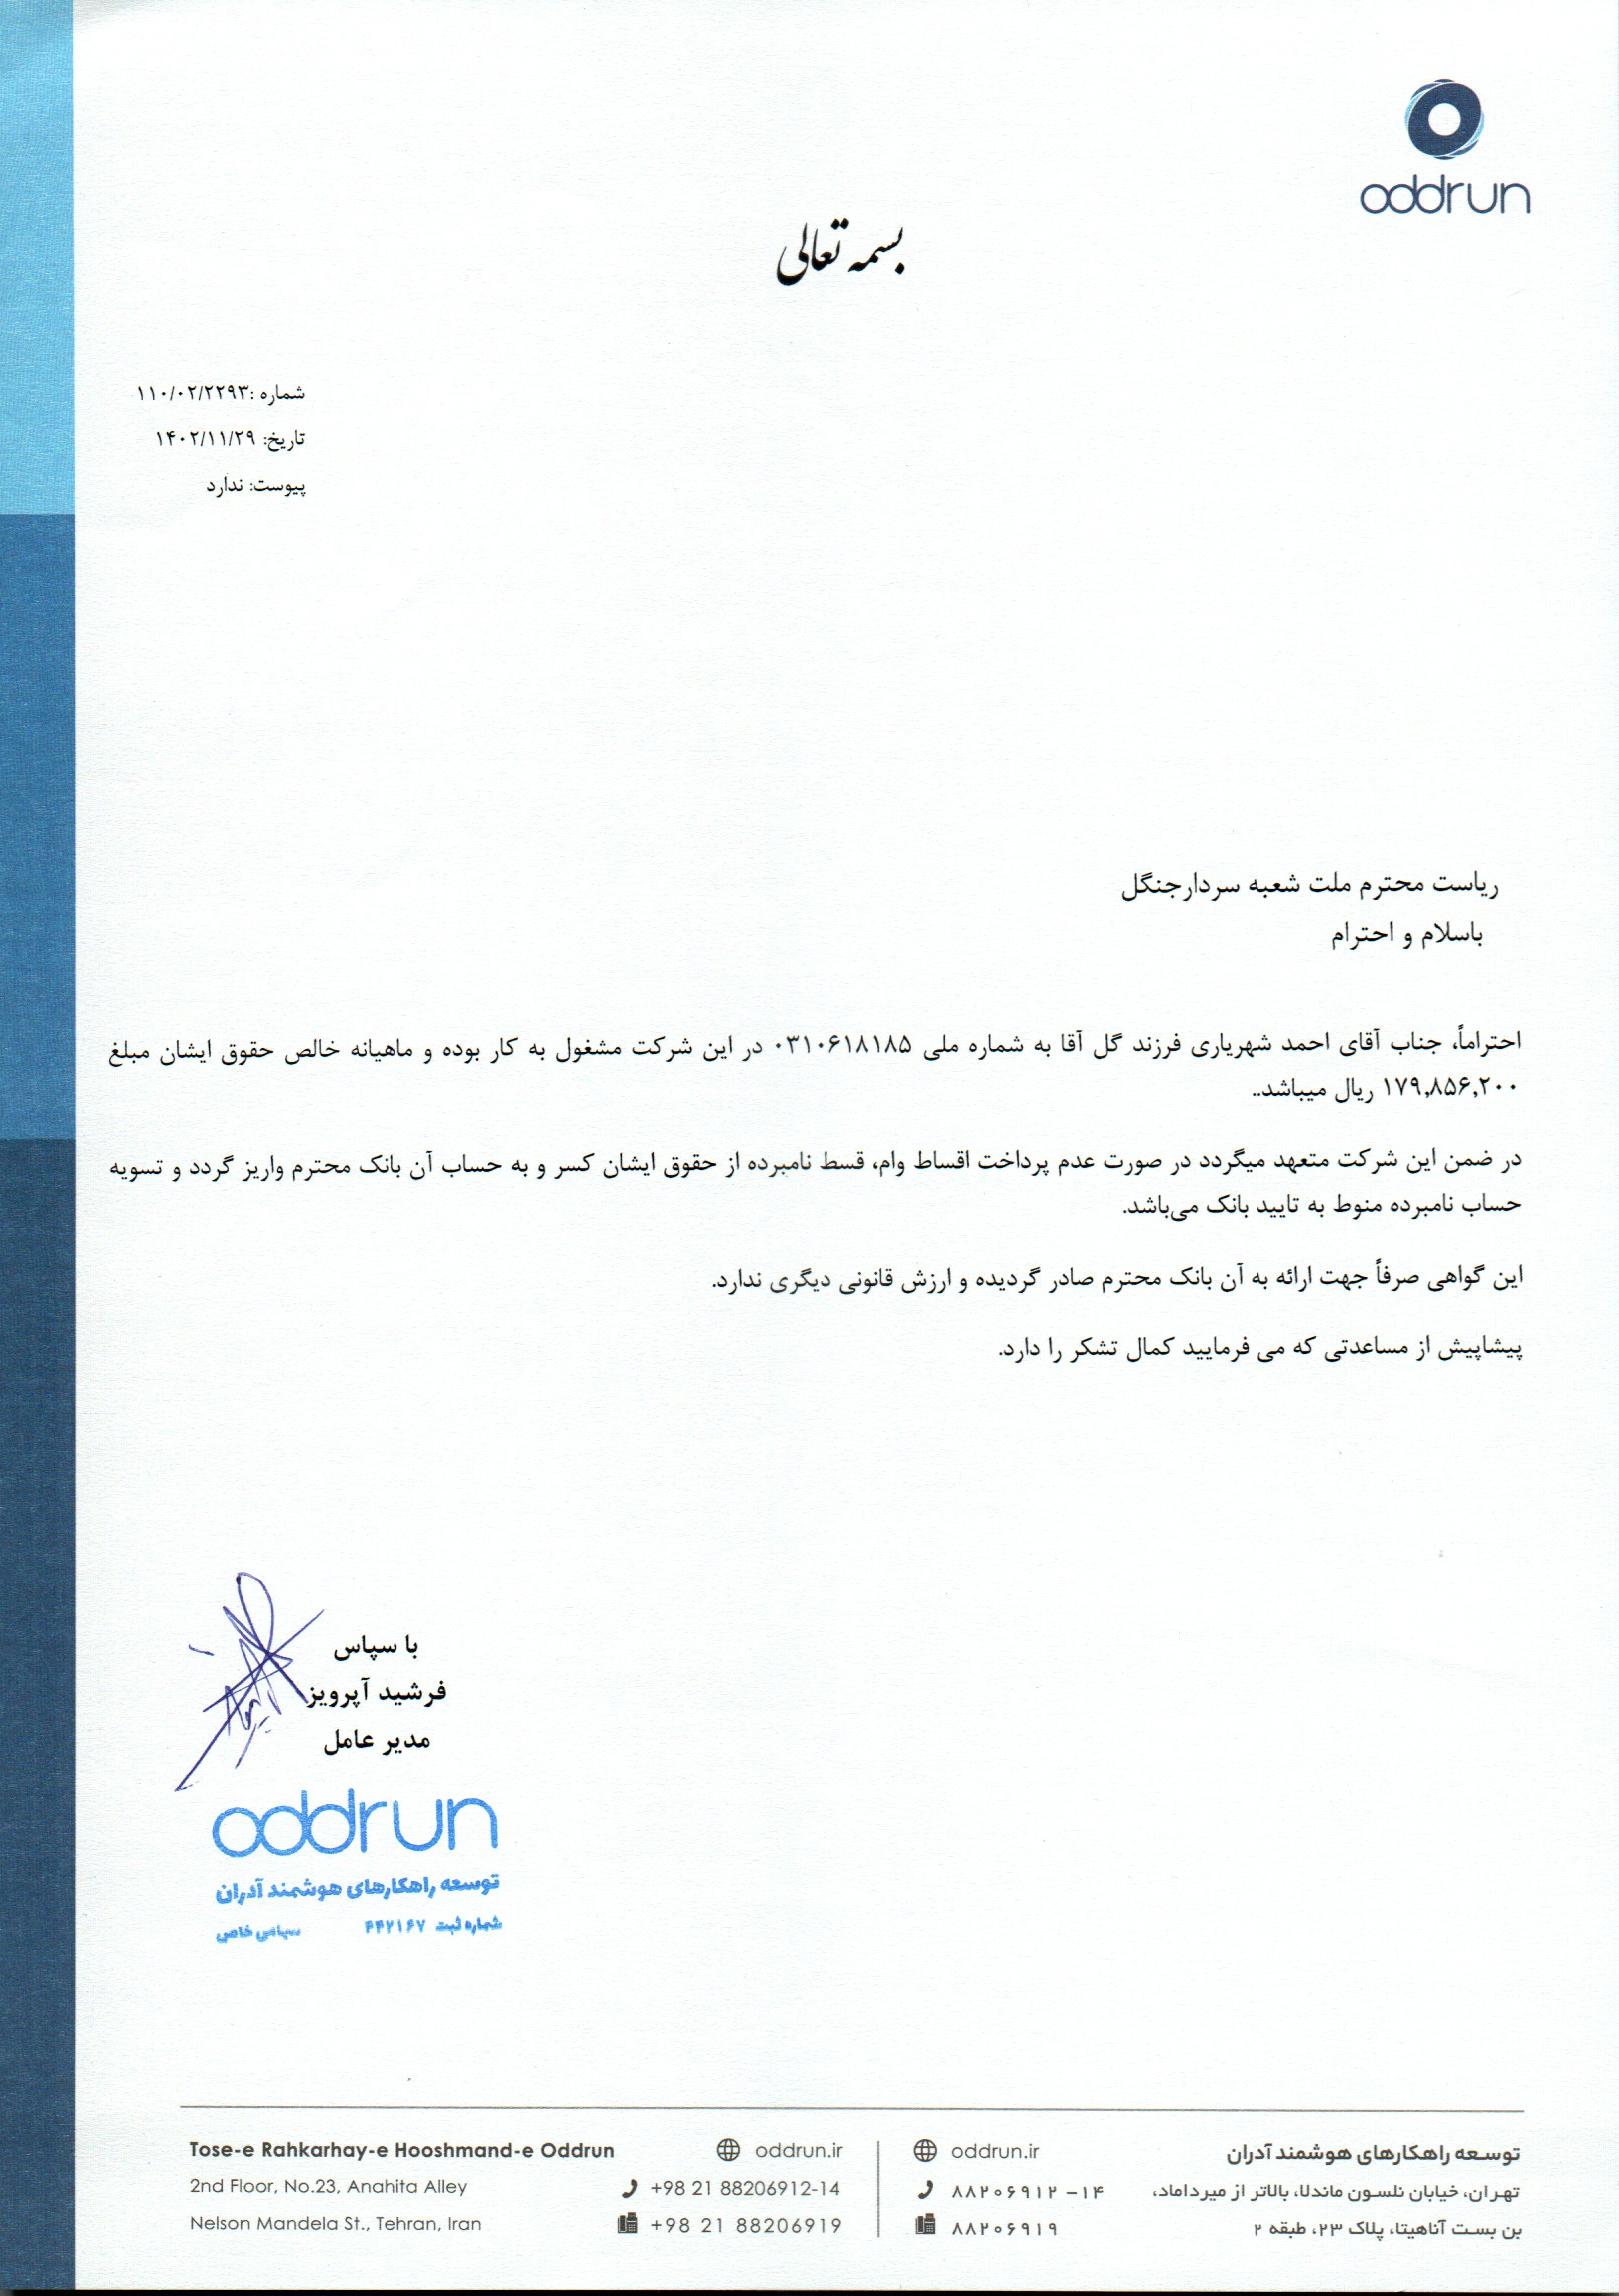 oddrun
بسمه تعالی
شماره :۱۱۰/۰۲/۲۲۹۳
تاریخ: ۱۴۰۲/۱۱/۲۹
پیوست: ندارد
ریاست محترم ملت شعبه سردارجنگل
باسلام و احترام
احتراماً، جناب آقای احمد شهریاری فرزند گل آقا به شماره ملی ۰۳۱۰۶۱۸۱۸۵ در این شرکت مشغول به کار بوده و ماهیانه خالص حقوق ایشان مبلغ
۱۷۹,۸۵۶,۲۰۰ ریال میباشد..
در ضمن این شرکت متعهد میگردد در صورت عدم پرداخت اقساط وام، قسط نامبرده از حقوق ایشان کسر و به حساب آن بانک محترم واریز گردد و تسویه
حساب نامبرده منوط به تایید بانک می‌باشد.
این گواهی صرفاً جهت ارائه به آن بانک محترم صادر گردیده و ارزش قانونی دیگری ندارد.
پیشاپیش از مساعدتی که می فرمایید کمال تشکر را دارد.
با سپاس
فرشید آپرویز
مدیر عامل
oddrun
توسعه راهکارهای هوشمند آدران
شماره ثبت ۴۴۲۱۶۷ سهامی خاص
توسعه راهکارهای هوشمند آدران
تهران، خیابان نلسون ماندلا، بالاتر از میرداماد،
بن بست آناهیتا، پلاک ۲۳، طبقه ۲
oddrun.ir
۸۸۲۰۶۹۱۲ -۱۴
۸۸۲۰۶۹۱۹
Tose-e Rahkarhay-e Hooshmand-e Oddrun
2nd Floor, No.23, Anahita Alley
Nelson Mandela St., Tehran, Iran
oddrun.ir
+98 21 88206912-14
+98 21 88206919